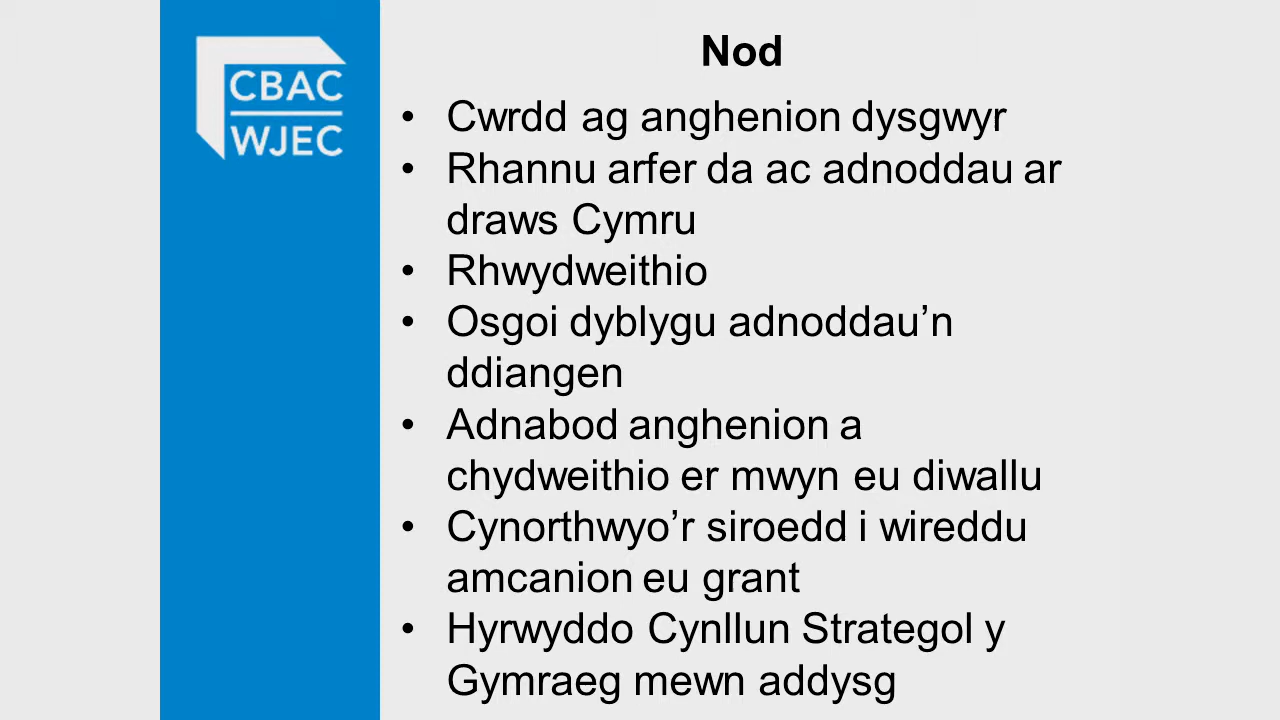 CBAC
WJEC
Nod
• Cwrdd ag anghenion dysgwyr
• Rhannu arfer da ac adnoddau ar
draws Cymru
• Rhwydweithio
• Osgoi dyblygu adnoddau’n
ddiangen
• Adnabod anghenion a
chydweithio er mwyn eu diwallu
• Cynorthwyo’r siroedd i wireddu
amcanion eu grant
• Hyrwyddo Cynllun Strategol y
Gymraeg mewn addysg